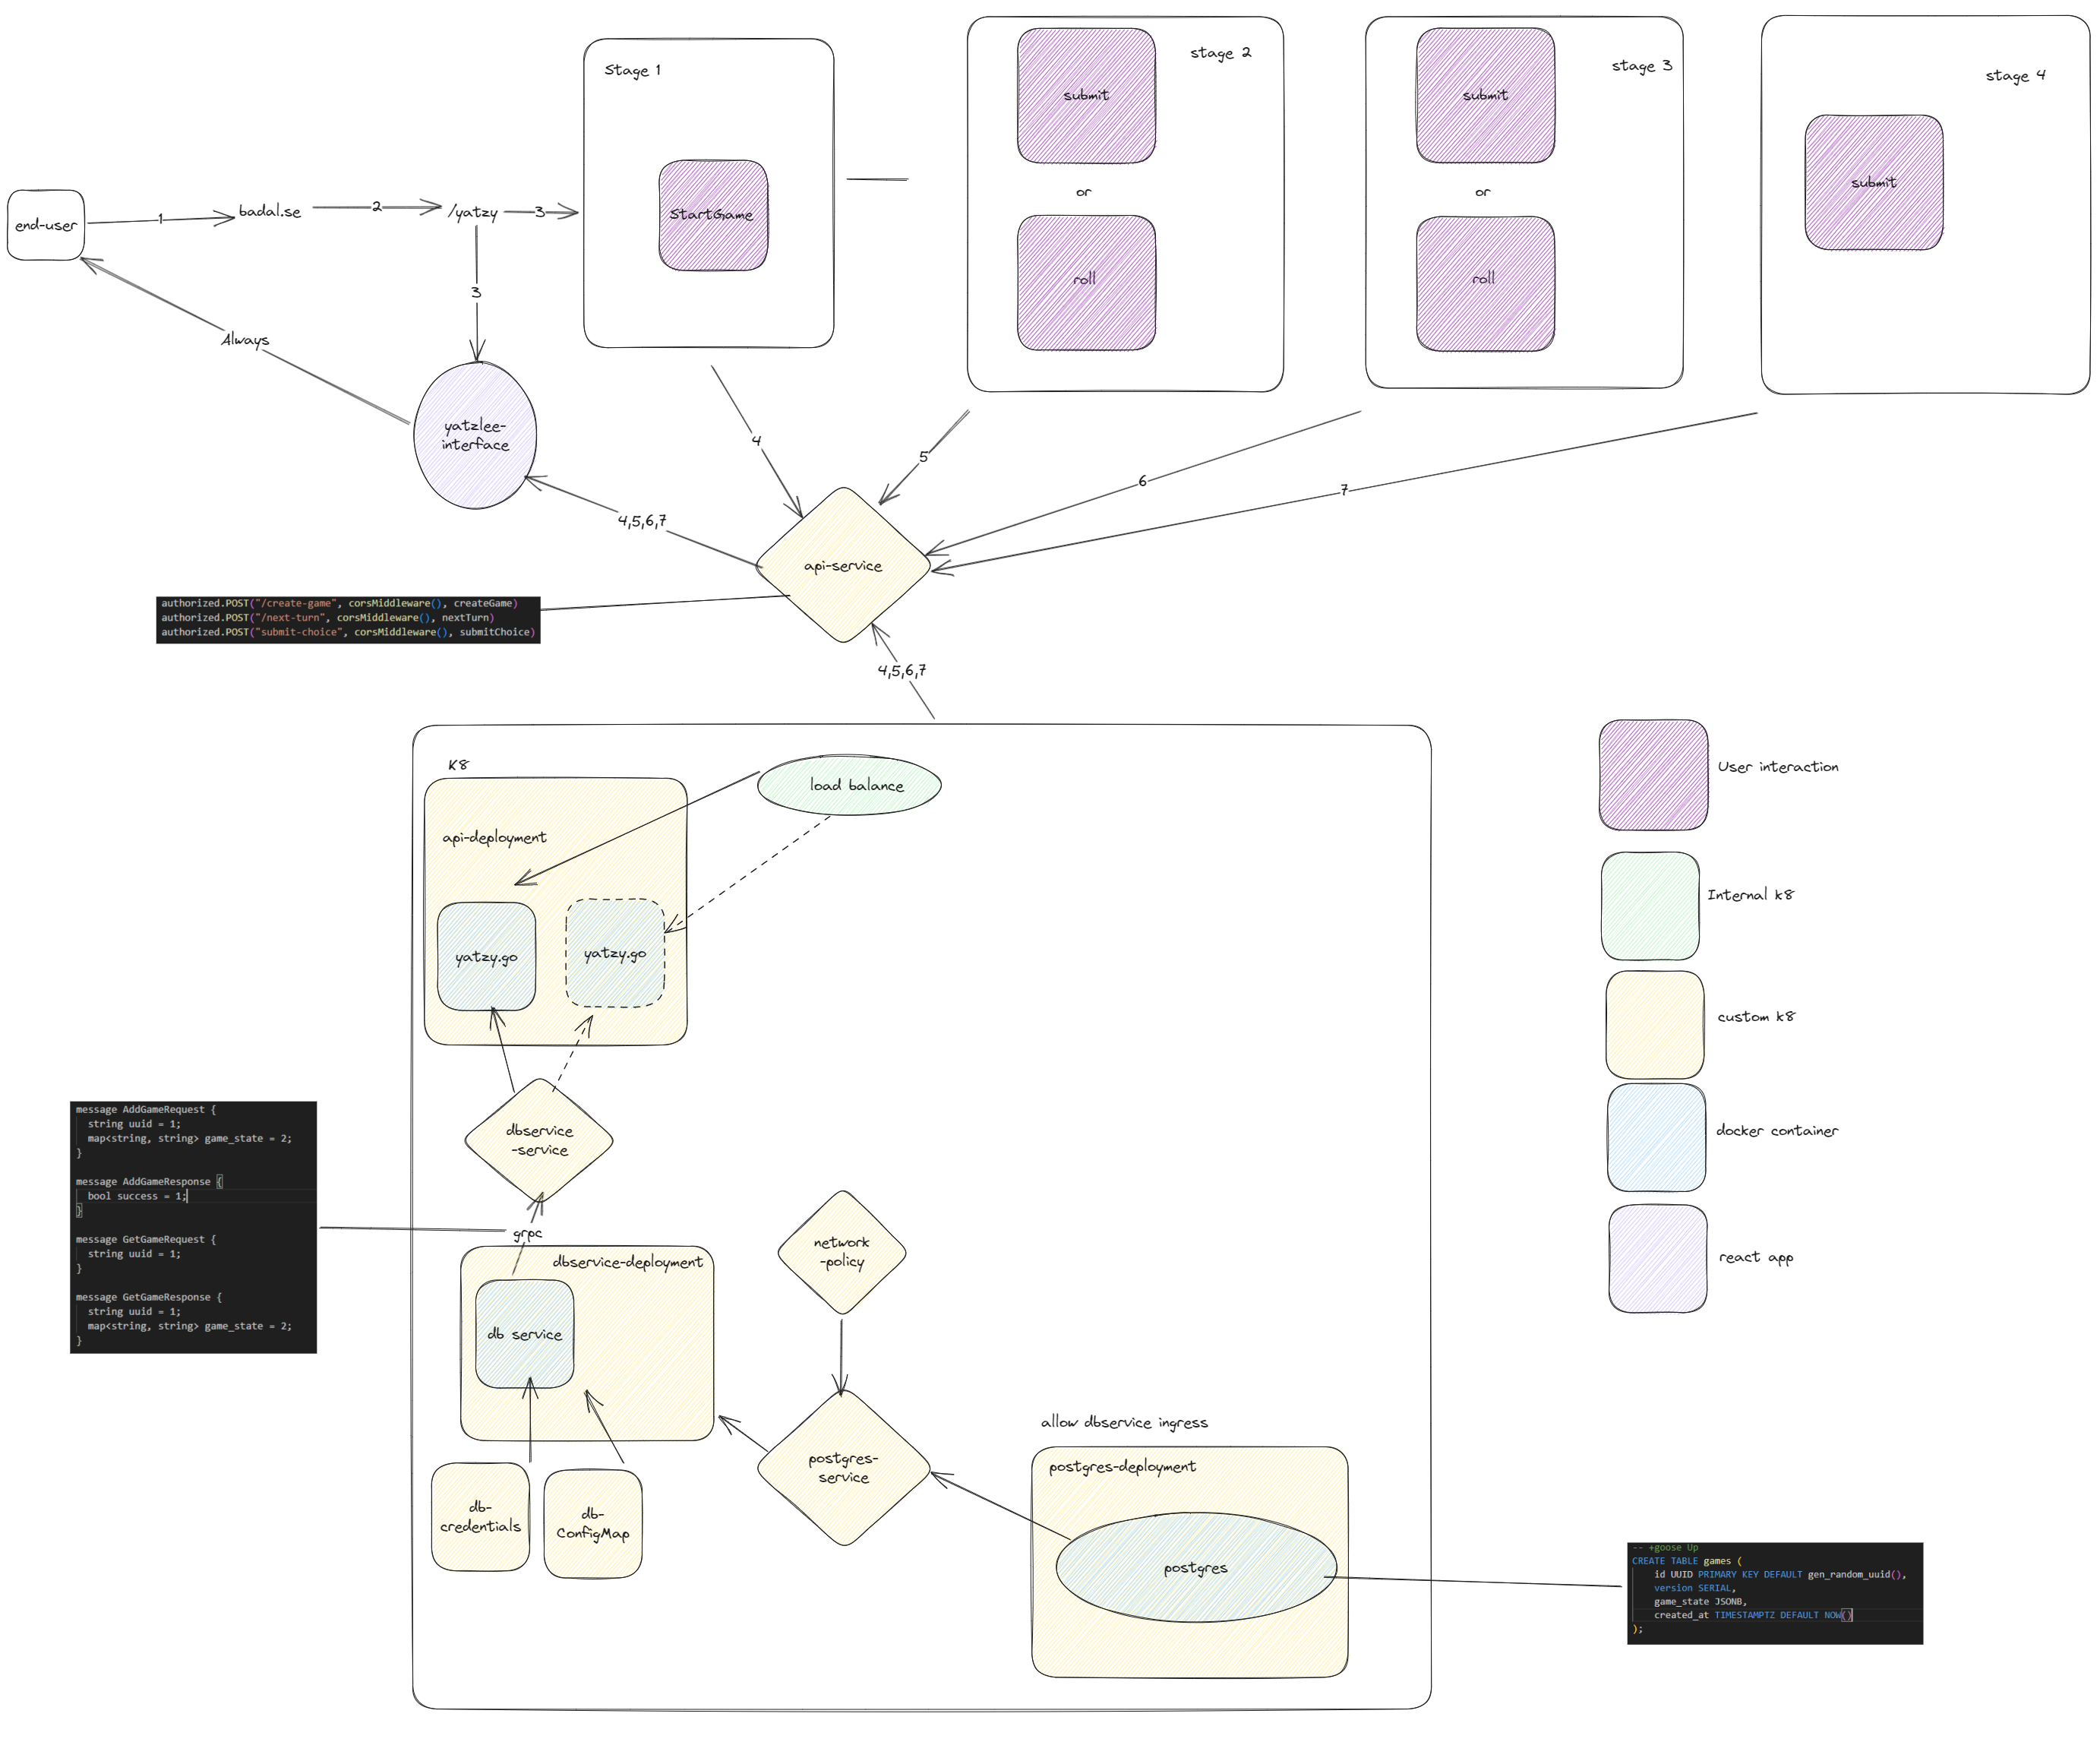 Stage 1
StartGame
submit
stage 2
or
roll
submit
stage 3
or
roll
stage 4
submit
end-user
1
badal.se
2
/yatzy
3
3
Always
yatzlee-
interface
4
5
6
7
4,5,6,7
api-service
authorized.POST("/create-game", corsMiddleware(), createGame)
authorized.POST("/next-turn", corsMiddleware(), nextTurn)
authorized.POST("submit-choice", corsMiddleware(), submitChoice)
4,5,6,7
K8
load balance
api-deployment
yatzy.go
yatzy.go
dbservice
-service
grpc
message AddGameRequest {
string uuid = 1;
map<string, string> game_state = 2;
}
message AddGameResponse {
bool success = 1;
}
message GetGameRequest {
string uuid = 1;
}
message GetGameResponse {
string uuid = 1;
map<string, string> game_state = 2;
}
dbservice-deployment
db service
network
-policy
db-
credentials
db-
ConfigMap
postgres-
service
allow dbservice ingress
postgres-deployment
postgres
-- +goose Up
CREATE TABLE games (
id UUID PRIMARY KEY DEFAULT gen_random_uuid(),
version SERIAL,
game_state JSONB,
created_at TIMESTAMPTZ DEFAULT NOW()
);
User interaction
Internal k8
custom k8
docker container
react app